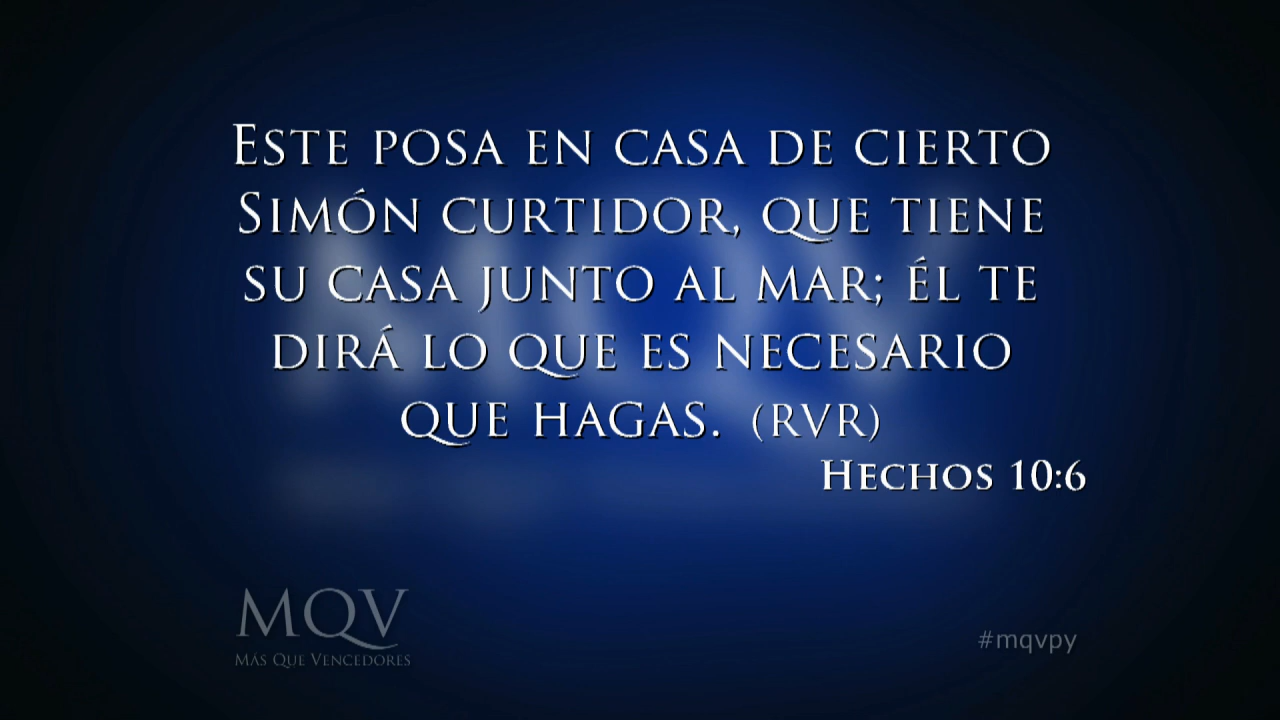 Este posa en casa de cierto
Simón curtidor, que tiene
su casa junto al mar; él te
dirá lo que es necesario
que hagas. (RVR)
Hechos 10:6
MQV
Más Que Vencedores
#mqvpy